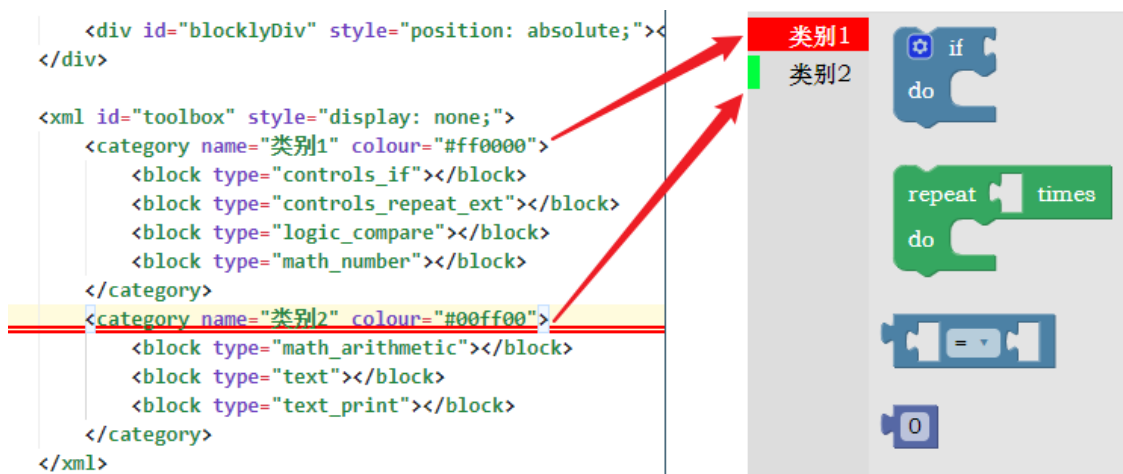 <div id="blocklyDiv" style="position: absolute;"><
</div>
<xml id="toolbox" style="display: none;">
<category name="类别1" colour="#ff0000">
<block type="controls_if"></block>
<block type="controls_repeat_ext"></block>
<block type="logic_compare"></block>
<block type="math_number"></block>
</category>
<category name="类别2" colour="#00ff00">
<block type="math_arithmetic"></block>
<block type="text"></block>
<block type="text_print"></block>
</category>
</xml>
类别1
类别2
if
do
repeat times
do
=
0